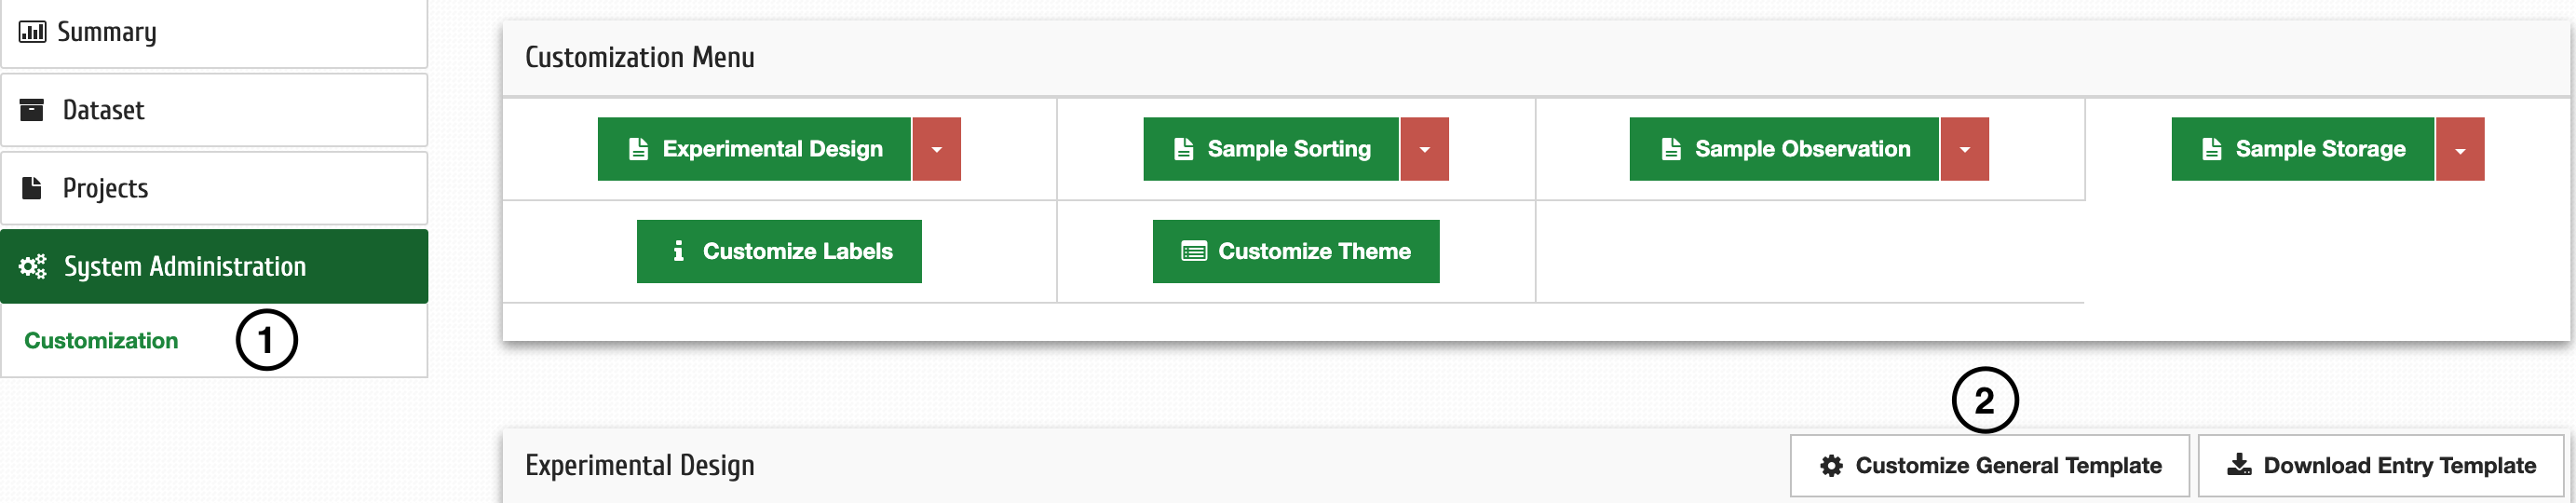 Summary
Dataset
Projects
System Administration
Customization
1
Customization Menu
Experimental Design
Sample Sorting
Sample Observation
Sample Storage
Customize Labels
Customize Theme
2
Experimental Design
Customize General Template
Download Entry Template